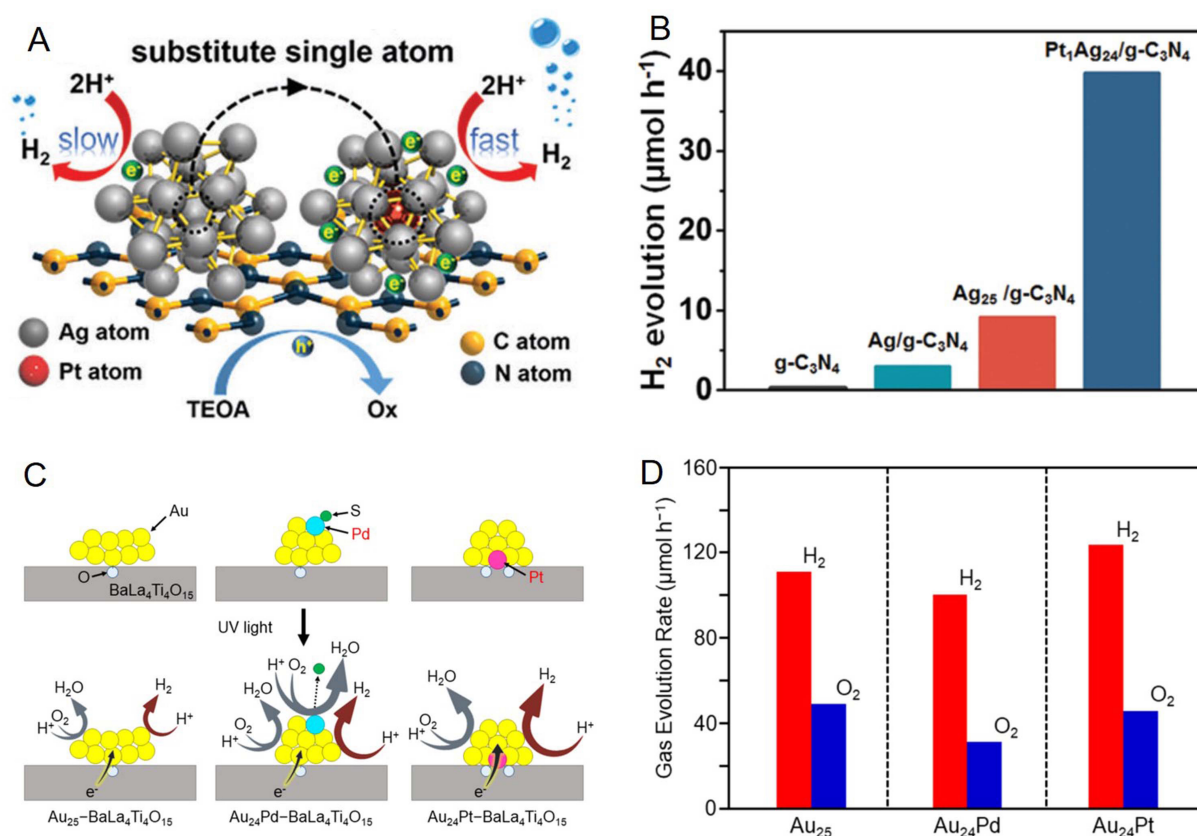 A
substitute single atom
2H⁺
2H⁺
slow
fast
H₂
H₂
e⁻
e⁻
e⁻
e⁻
e⁻
e⁻
e⁻
e⁻
Ag atom
Pt atom
h⁺
C atom
N atom
TEOA
Ox
B
H₂ evolution (μmol h⁻¹)
40
30
20
10
0
g-C₃N₄
Ag/g-C₃N₄
Ag₂₅ /g-C₃N₄
Pt₁Ag₂₄/g-C₃N₄
C
Au
O
BaLa₄Ti₄O₁₅
S
Pd
Pt
UV light
H₂O
H₂
O₂
H⁺
H⁺
e⁻
H⁺ O₂
H₂O
H₂O
H₂
O₂
H⁺
H⁺
e⁻
H₂O
H₂
O₂
H⁺
H⁺
e⁻
Au₂₅–BaLa₄Ti₄O₁₅
Au₂₄Pd–BaLa₄Ti₄O₁₅
Au₂₄Pt–BaLa₄Ti₄O₁₅
D
Gas Evolution Rate (μmol h⁻¹)
160
120
80
40
0
H₂
O₂
H₂
O₂
H₂
O₂
Au₂₅
Au₂₄Pd
Au₂₄Pt